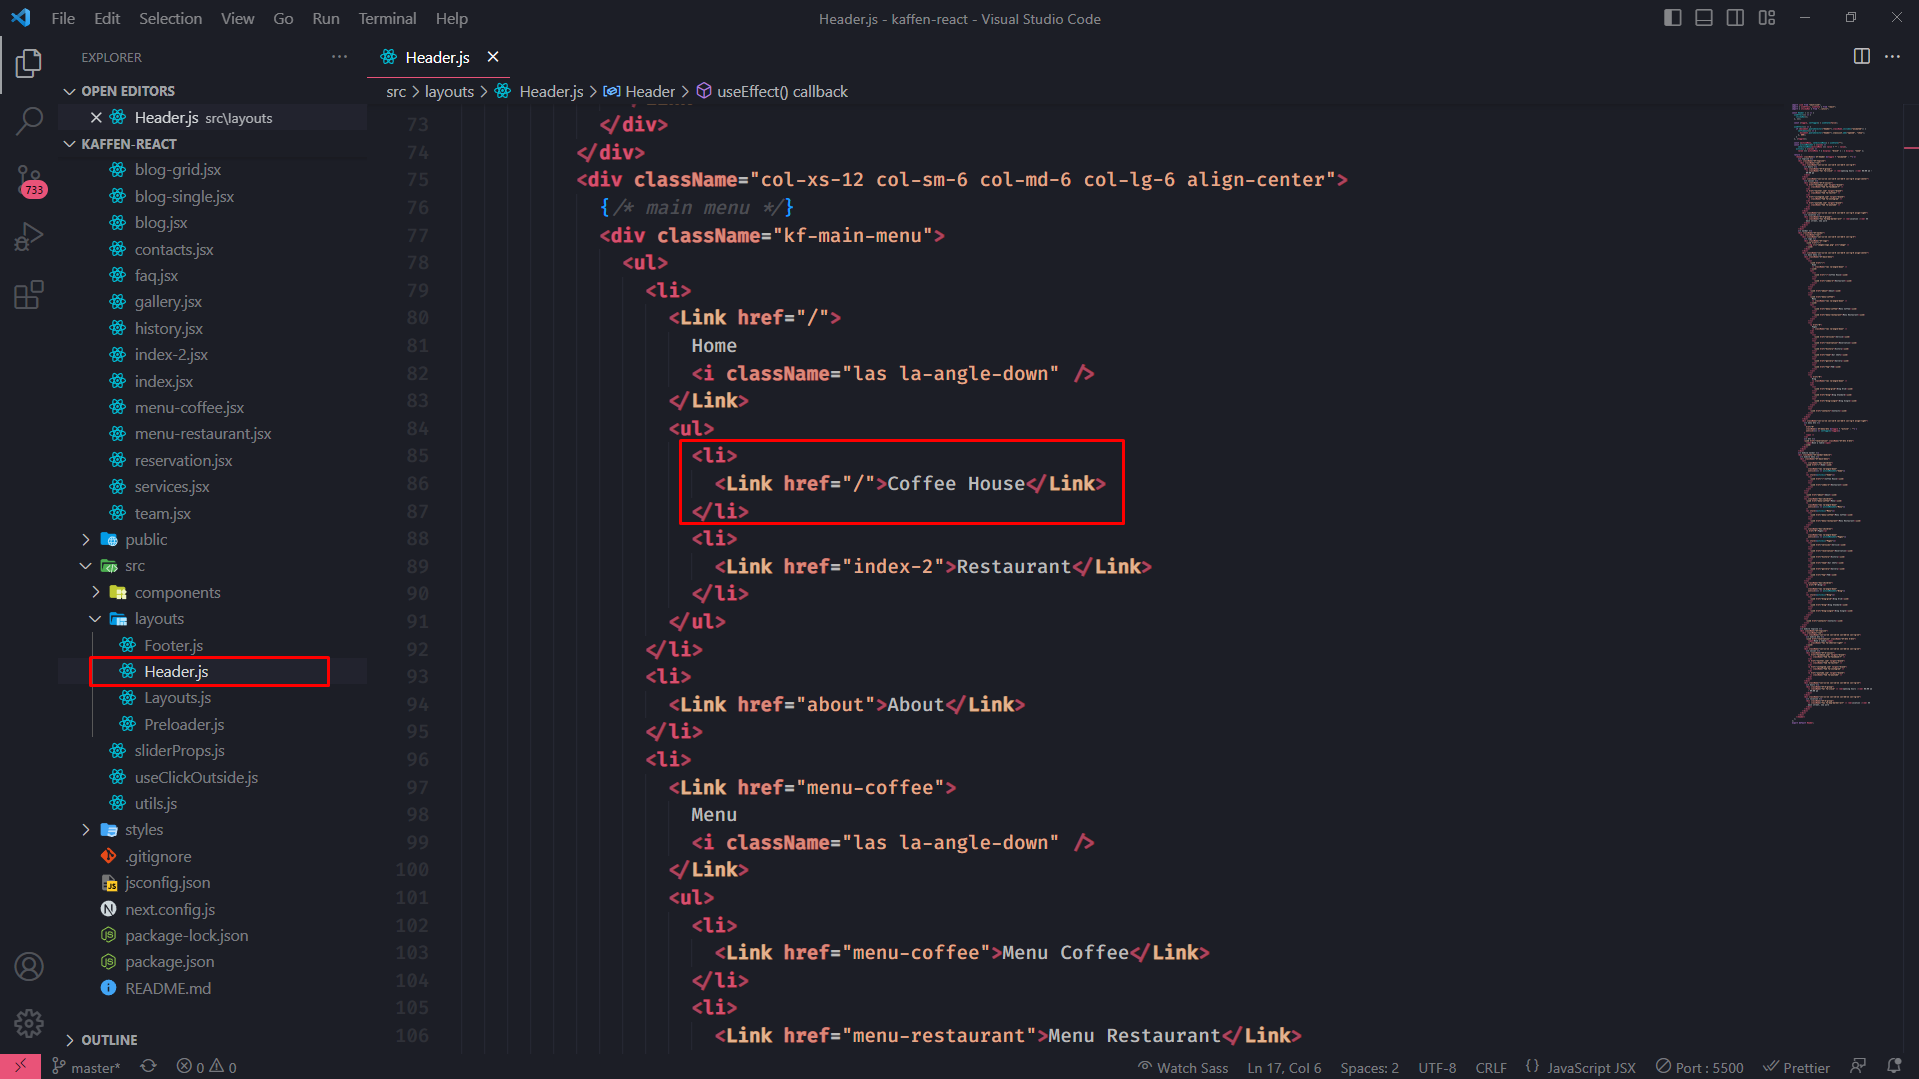 File Edit Selection View Go Run Terminal Help
Header.js - kaffen-react - Visual Studio Code
EXPLORER
OPEN EDITORS
Header.js src\layouts
KAFFEN-REACT
blog-grid.jsx
blog-single.jsx
blog.jsx
contacts.jsx
faq.jsx
gallery.jsx
history.jsx
index-2.jsx
index.jsx
menu-coffee.jsx
menu-restaurant.jsx
reservation.jsx
services.jsx
team.jsx
public
src
components
layouts
Footer.js
Header.js
Layouts.js
Preloader.js
sliderProps.js
useClickOutside.js
utils.js
styles
.gitignore
jsconfig.json
next.config.js
package-lock.json
package.json
README.md
OUTLINE
733
Header.js
src > layouts > Header.js > Header > useEffect() callback
73 </div>
74 </div>
75 <div className="col-xs-12 col-sm-6 col-md-6 col-lg-6 align-center">
76 {/* main menu */}
77 <div className="kf-main-menu">
78 <ul>
79 <li>
80 <Link href="/">
81 Home
82 <i className="las la-angle-down" />
83 </Link>
84 <ul>
85 <li>
86 <Link href="/">Coffee House</Link>
87 </li>
88 <li>
89 <Link href="index-2">Restaurant</Link>
90 </li>
91 </ul>
92 </li>
93 <li>
94 <Link href="about">About</Link>
95 </li>
96 <li>
97 <Link href="menu-coffee">
98 Menu
99 <i className="las la-angle-down" />
100 </Link>
101 <ul>
102 <li>
103 <Link href="menu-coffee">Menu Coffee</Link>
104 </li>
105 <li>
106 <Link href="menu-restaurant">Menu Restaurant</Link>
master* 0 0
Watch Sass Ln 17, Col 6 Spaces: 2 UTF-8 CRLF {} JavaScript JSX Port : 5500 Prettier